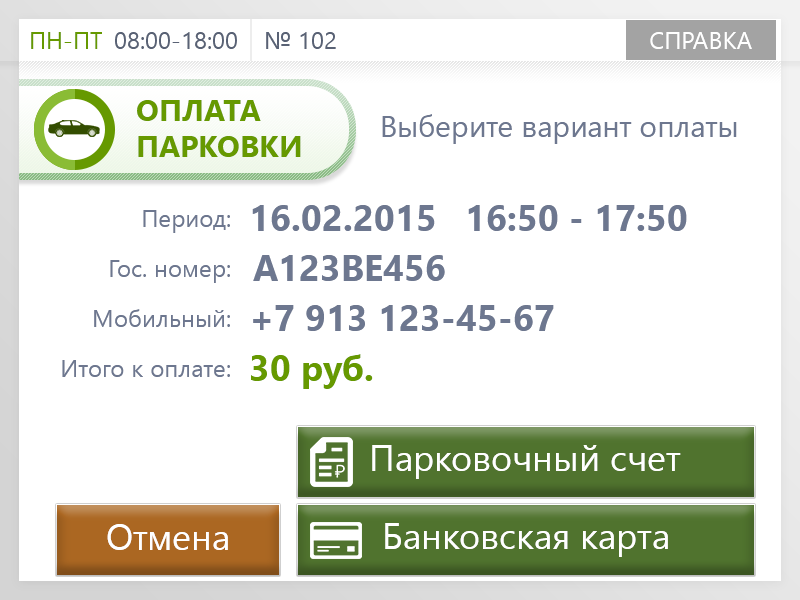 ПН-ПТ 08:00-18:00 № 102 СПРАВКА
ОПЛАТА
ПАРКОВКИ
Выберите вариант оплаты
Период: 16.02.2015 16:50 - 17:50
Гос. номер: А123ВЕ456
Мобильный: +7 913 123-45-67
Итого к оплате: 30 руб.
₽ Парковочный счет
Отмена
Банковская карта